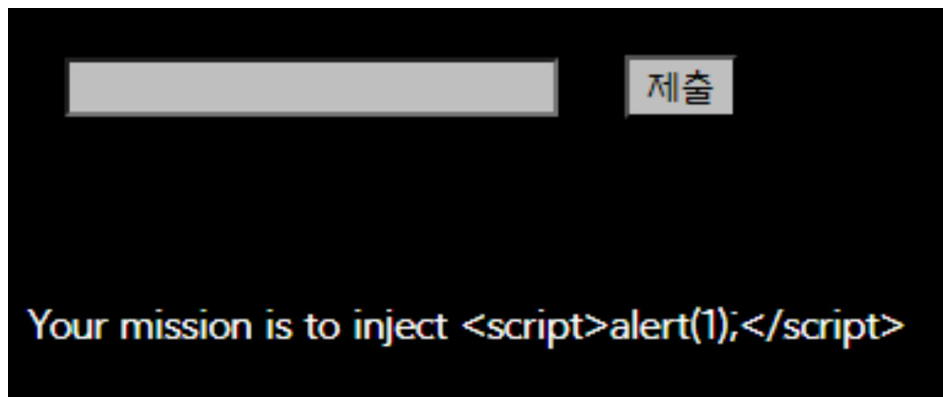 제출
Your mission is to inject <script>alert(1);</script>